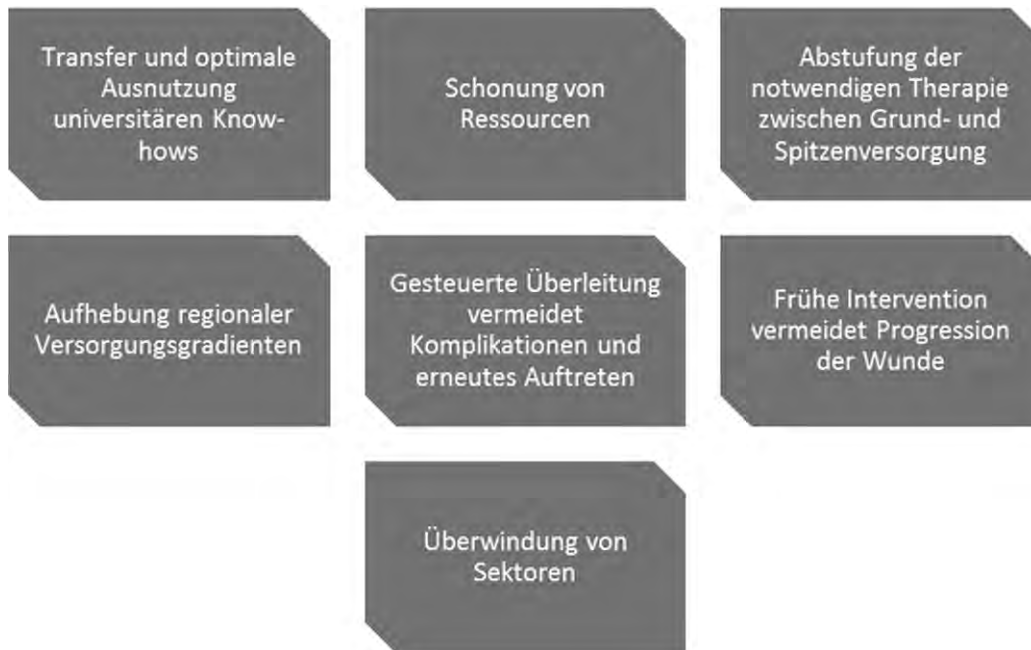 Transfer und optimale
Ausnutzung
universitären Know-
hows
Schonung von
Ressourcen
Abstufung der
notwendigen Therapie
zwischen Grund- und
Spitzenversorgung
Aufhebung regionaler
Versorgungsgradienten
Gesteuerte Überleitung
vermeidet
Komplikationen und
erneutes Auftreten
Frühe Intervention
vermeidet Progression
der Wunde
Überwindung von
Sektoren